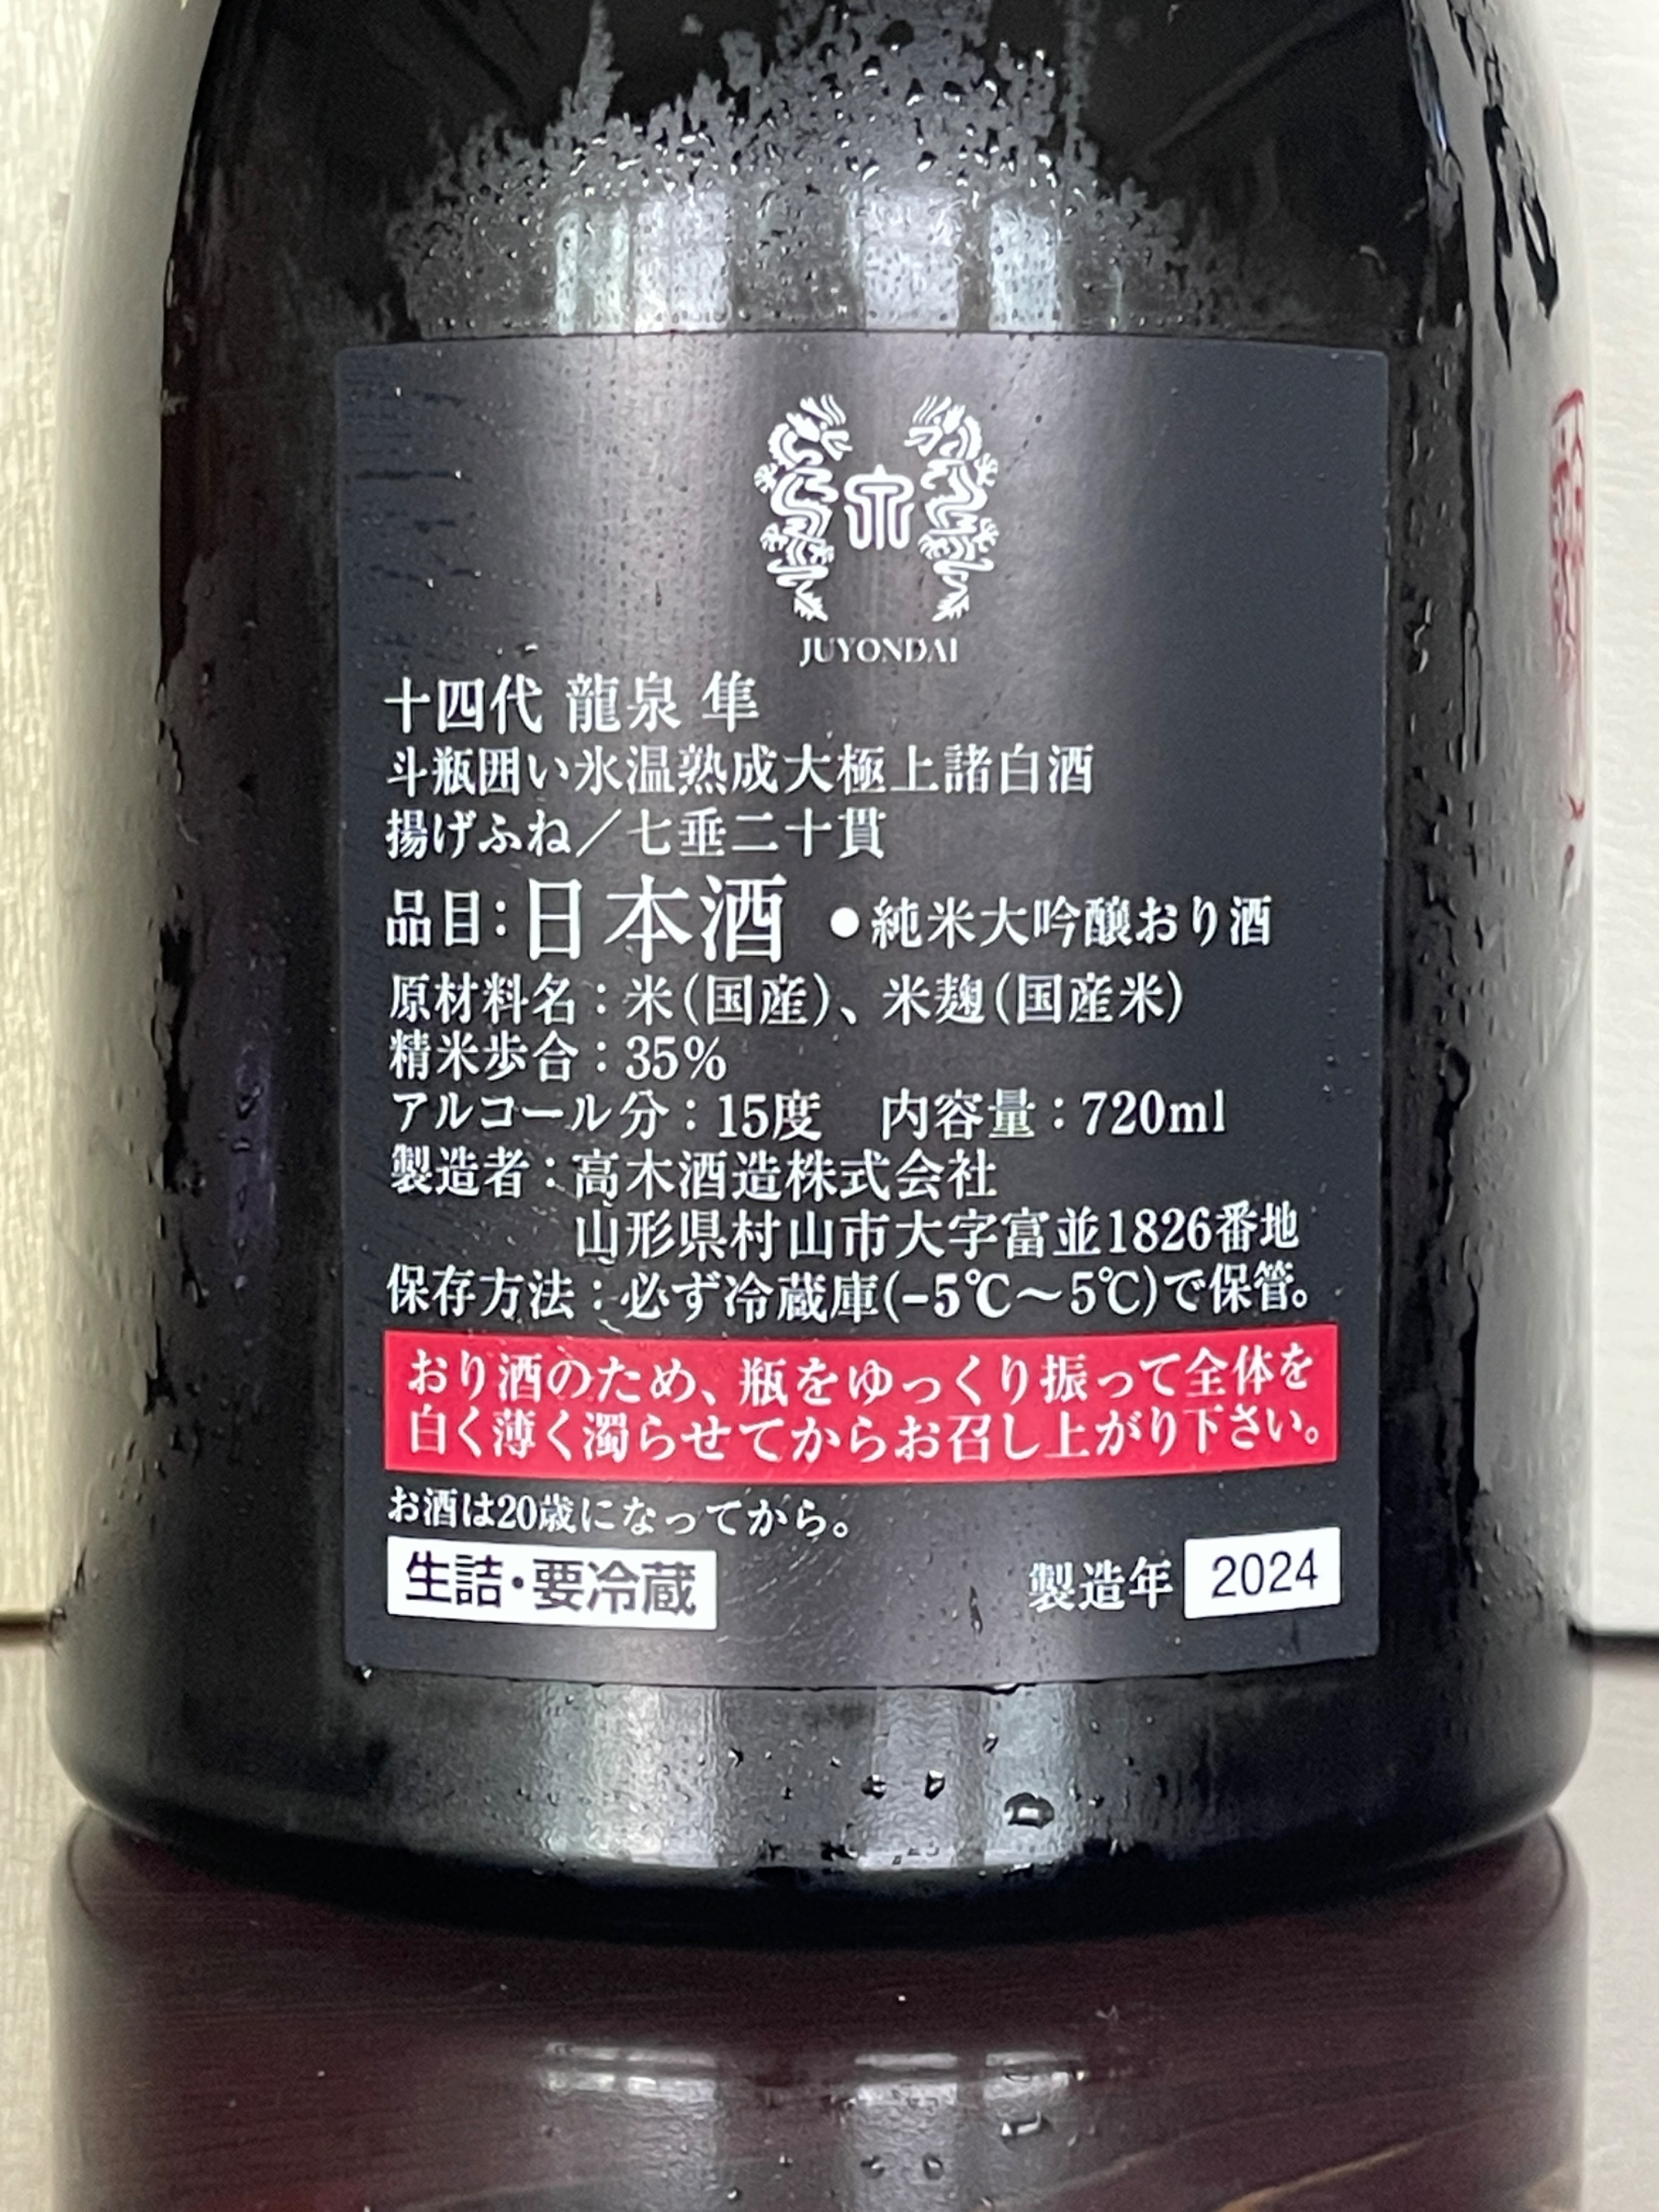 JUYONDAI
十四代 龍泉 隼
斗瓶囲い氷温熟成大極上諸白酒
揚げふね／七垂二十貫
品目：日本酒 ●純米大吟醸おり酒
原材料名：米（国産）、米麹（国産米）
精米歩合：35%
アルコール分：15度　内容量：720ml
製造者：高木酒造株式会社
山形県村山市大字富並1826番地
保存方法：必ず冷蔵庫(−5℃～5℃)で保管。
おり酒のため、瓶をゆっくり振って全体を
白く薄く濁らせてからお召し上がり下さい。
お酒は20歳になってから。
生詰・要冷蔵
製造年 2024